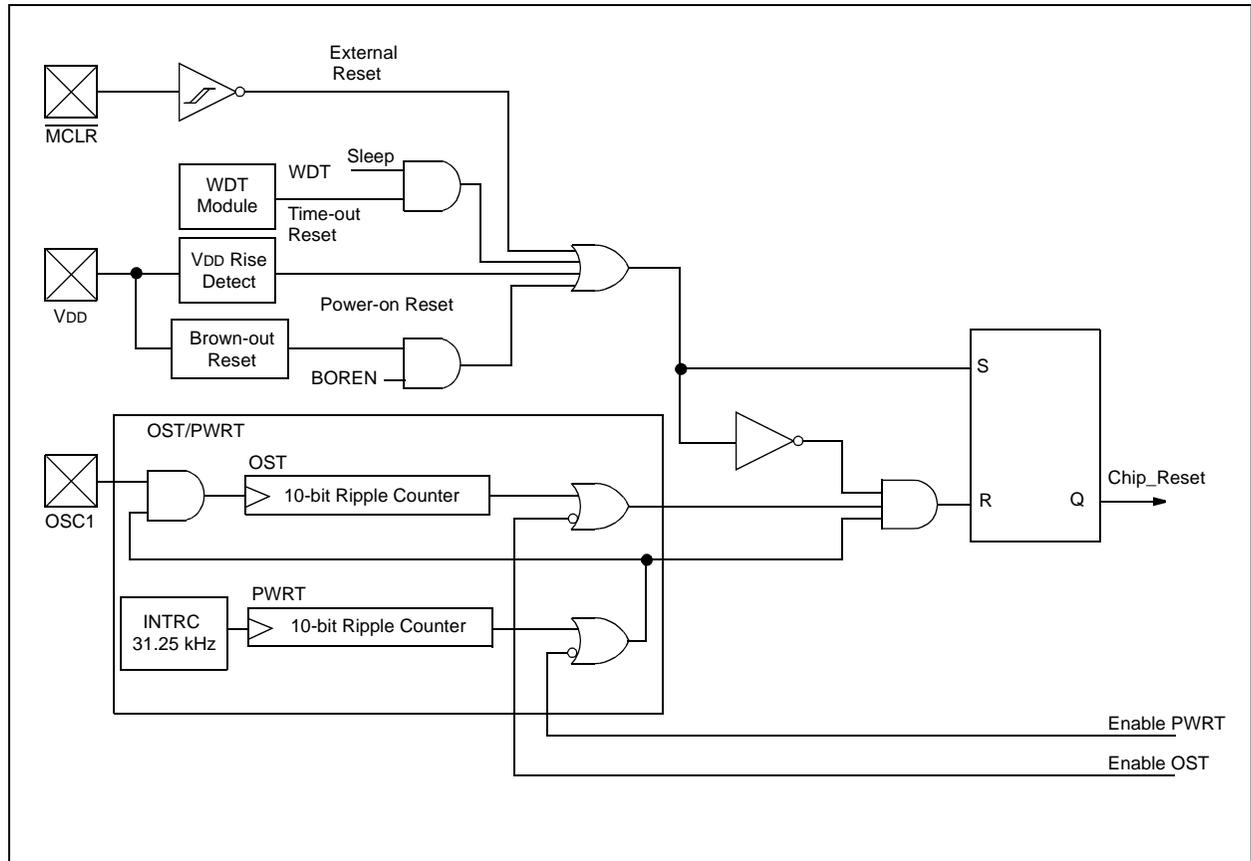 External
Reset
MCLR
Sleep
WDT
WDT
Module
Time-out
Reset
VDD Rise
Detect
VDD
Power-on Reset
Brown-out
Reset
BOREN
S
OST/PWRT
OST
10-bit Ripple Counter
OSC1
R
Q
Chip_Reset
PWRT
INTRC
31.25 kHz
10-bit Ripple Counter
Enable PWRT
Enable OST